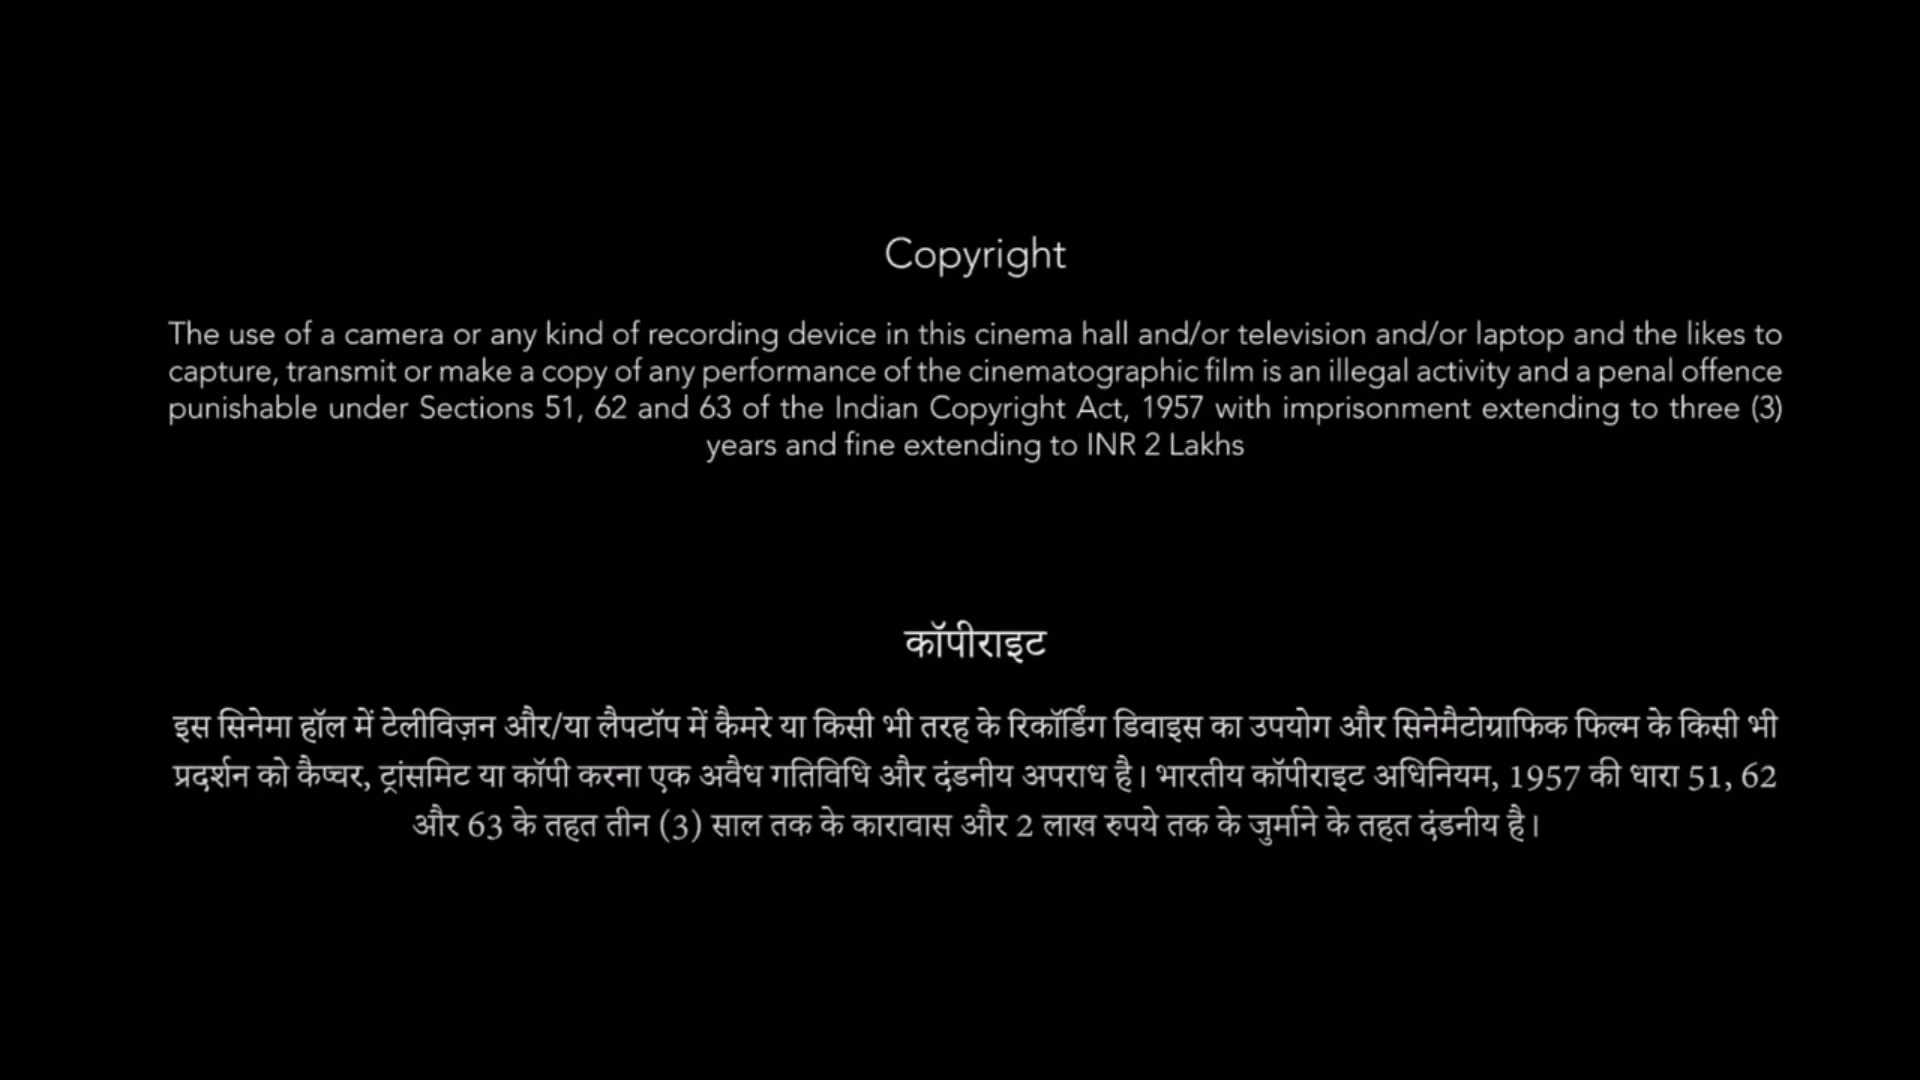 Copyright
The use of a camera or any kind of recording device in this cinema hall and/or television and/or laptop and the likes to
capture, transmit or make a copy of any performance of the cinematographic film is an illegal activity and a penal offence
punishable under Sections 51, 62 and 63 of the Indian Copyright Act, 1957 with imprisonment extending to three (3)
years and fine extending to INR 2 Lakhs
कॉपीराइट
इस सिनेमा हॉल में टेलीविज़न और/या लैपटॉप में कैमरे या किसी भी तरह के रिकॉर्डिंग डिवाइस का उपयोग और सिनेमैटोग्राफिक फिल्म के किसी भी
प्रदर्शन को कैप्चर, ट्रांसमिट या कॉपी करना एक अवैध गतिविधि और दंडनीय अपराध है। भारतीय कॉपीराइट अधिनियम, 1957 की धारा 51, 62
और 63 के तहत तीन (3) साल तक के कारावास और 2 लाख रुपये तक के जुर्माने के तहत दंडनीय है।